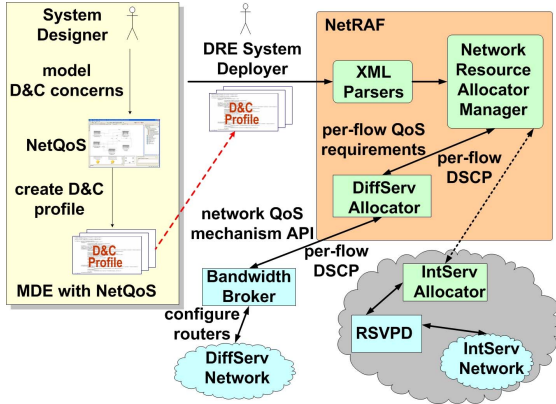 System
Designer
model
D&C concerns
NetQoS
create D&C
profile
D&C
Profile
MDE with NetQoS
DRE System
Deployer
D&C
Profile
NetRAF
XML
Parsers
Network
Resource
Allocator
Manager
per-flow QoS
requirements
per-flow
DSCP
DiffServ
Allocator
network QoS
mechanism API
per-flow
DSCP
Bandwidth
Broker
configure
routers
DiffServ
Network
IntServ
Allocator
RSVPD
IntServ
Network